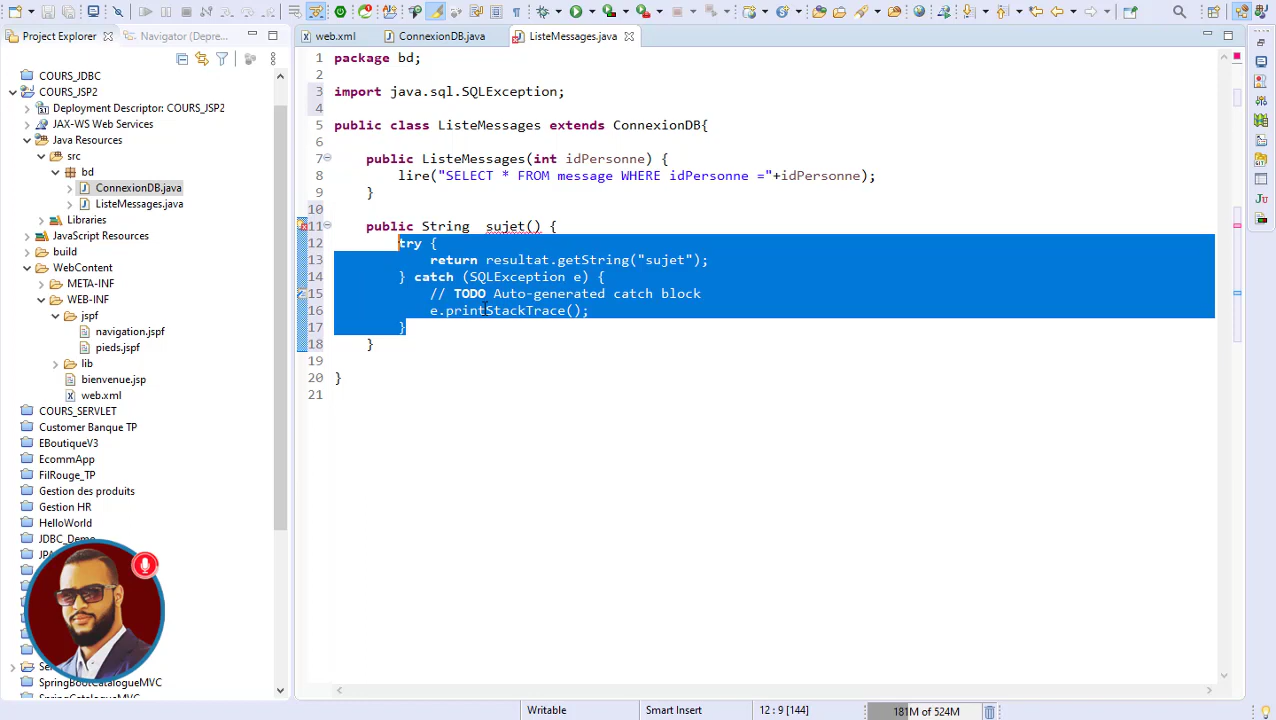 Project Explorer
Navigator (Depre...
web.xml
ConnexionDB.java
ListeMessages.java
COURS_JDBC
COURS_JSP2
Deployment Descriptor: COURS_JSP2
JAX-WS Web Services
Java Resources
src
bd
ConnexionDB.java
ListeMessages.java
Libraries
JavaScript Resources
build
WebContent
META-INF
WEB-INF
jspf
navigation.jspf
pieds.jspf
lib
bienvenue.jsp
web.xml
COURS_SERVLET
Customer Banque TP
EBoutiqueV3
EcommApp
FilRouge_TP
Gestion des produits
Gestion HR
HelloWorld
JDBC_Demo
SpringBootCatalogueMVC
SpringCatalogueMVC
1 package bd;
2
3 import java.sql.SQLException;
4
5 public class ListeMessages extends ConnexionDB{
6
7 public ListeMessages(int idPersonne) {
8 lire("SELECT * FROM message WHERE idPersonne ="+idPersonne);
9 }
10
11 public String sujet() {
12 try {
13 return resultat.getString("sujet");
14 } catch (SQLException e) {
15 // TODO Auto-generated catch block
16 e.printStackTrace();
17 }
18 }
19
20 }
21
Writable
Smart Insert
12 : 9 [144]
181M of 524M